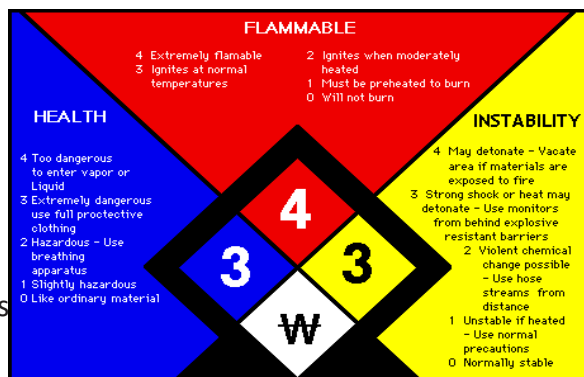 FLAMMABLE
4 Extremely flamable
3 Ignites at normal
temperatures
2 Ignites when moderately
heated
1 Must be preheated to burn
0 Will not burn
HEALTH
4 Too dangerous
to enter vapor or
Liquid
3 Extremely dangerous
use full proctective
clothing
2 Hazardous - Use
breathing
apparatus
1 Slightly hazardous
0 Like ordinary material
INSTABILITY
4 May detonate - Vacate
area if materials are
exposed to fire
3 Strong shock or heat may
detonate - Use monitors
from behind explosive
resistant barriers
2 Violent chemical
change possible
- Use hose
streams from
distance
1 Unstable if heated
- Use normal
precautions
0 Normally stable
4
3
3
W
s